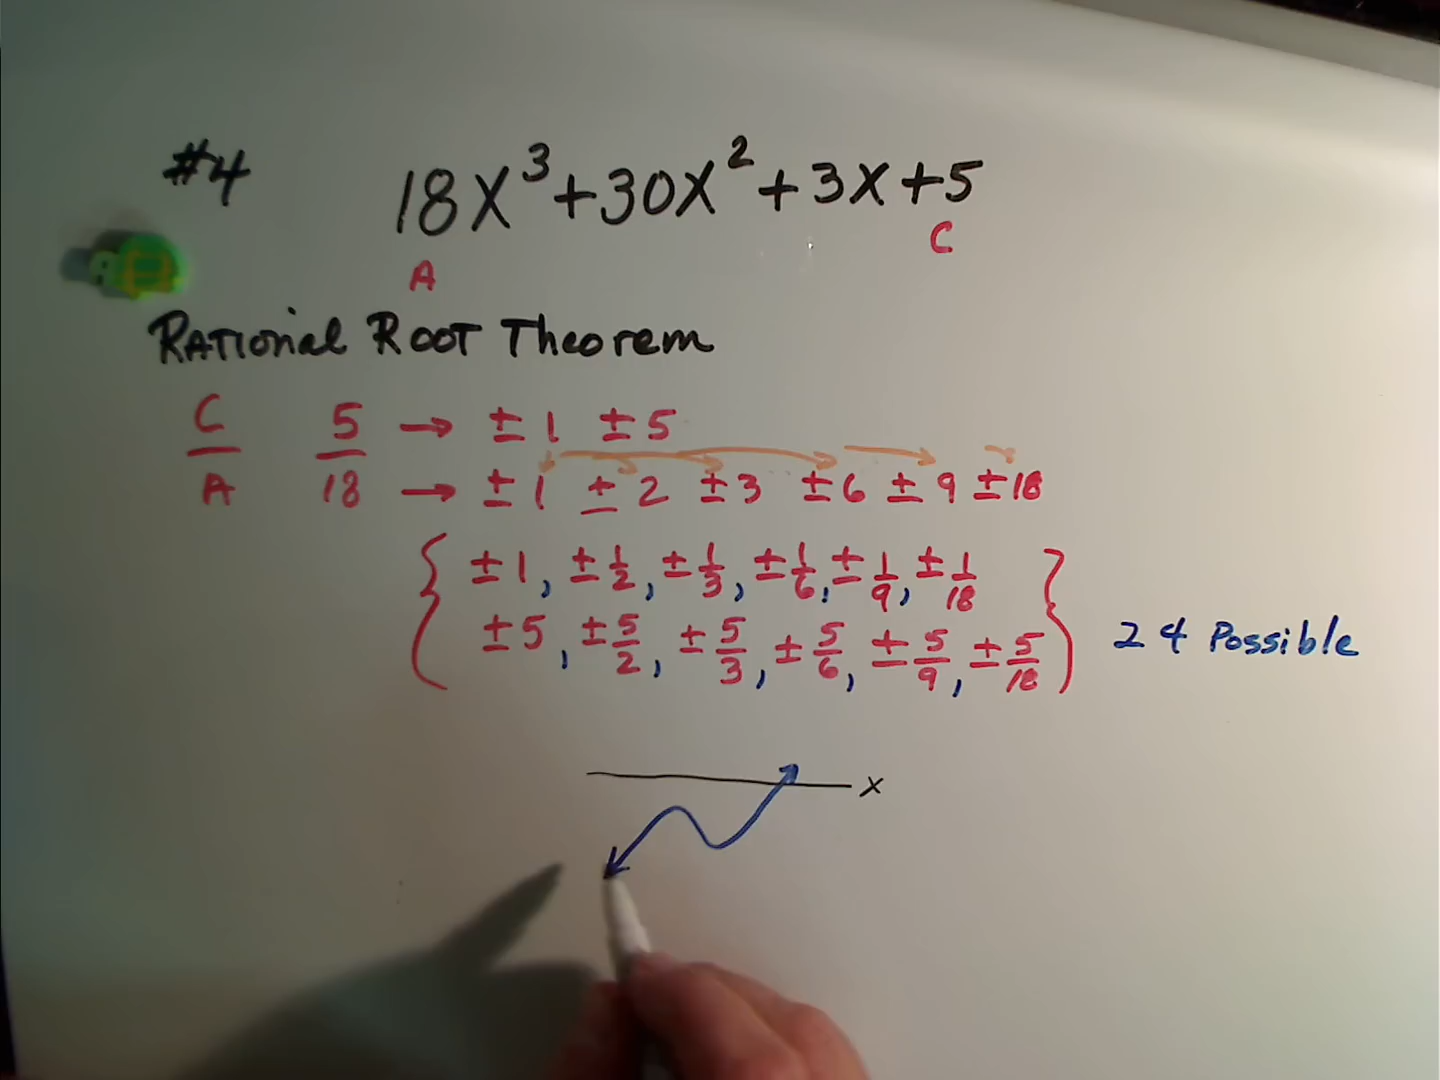 #4 18x³+30x²+3x+5
A C
Rational Root Theorem
C/A 5/18 → ±1 ±5
→ ±1 ±2 ±3 ±6 ±9 ±18
{ ±1, ±1/2, ±1/3, ±1/6, ±1/9, ±1/18
±5, ±5/2, ±5/3, ±5/6, ±5/9, ±5/18 } 24 Possible
x